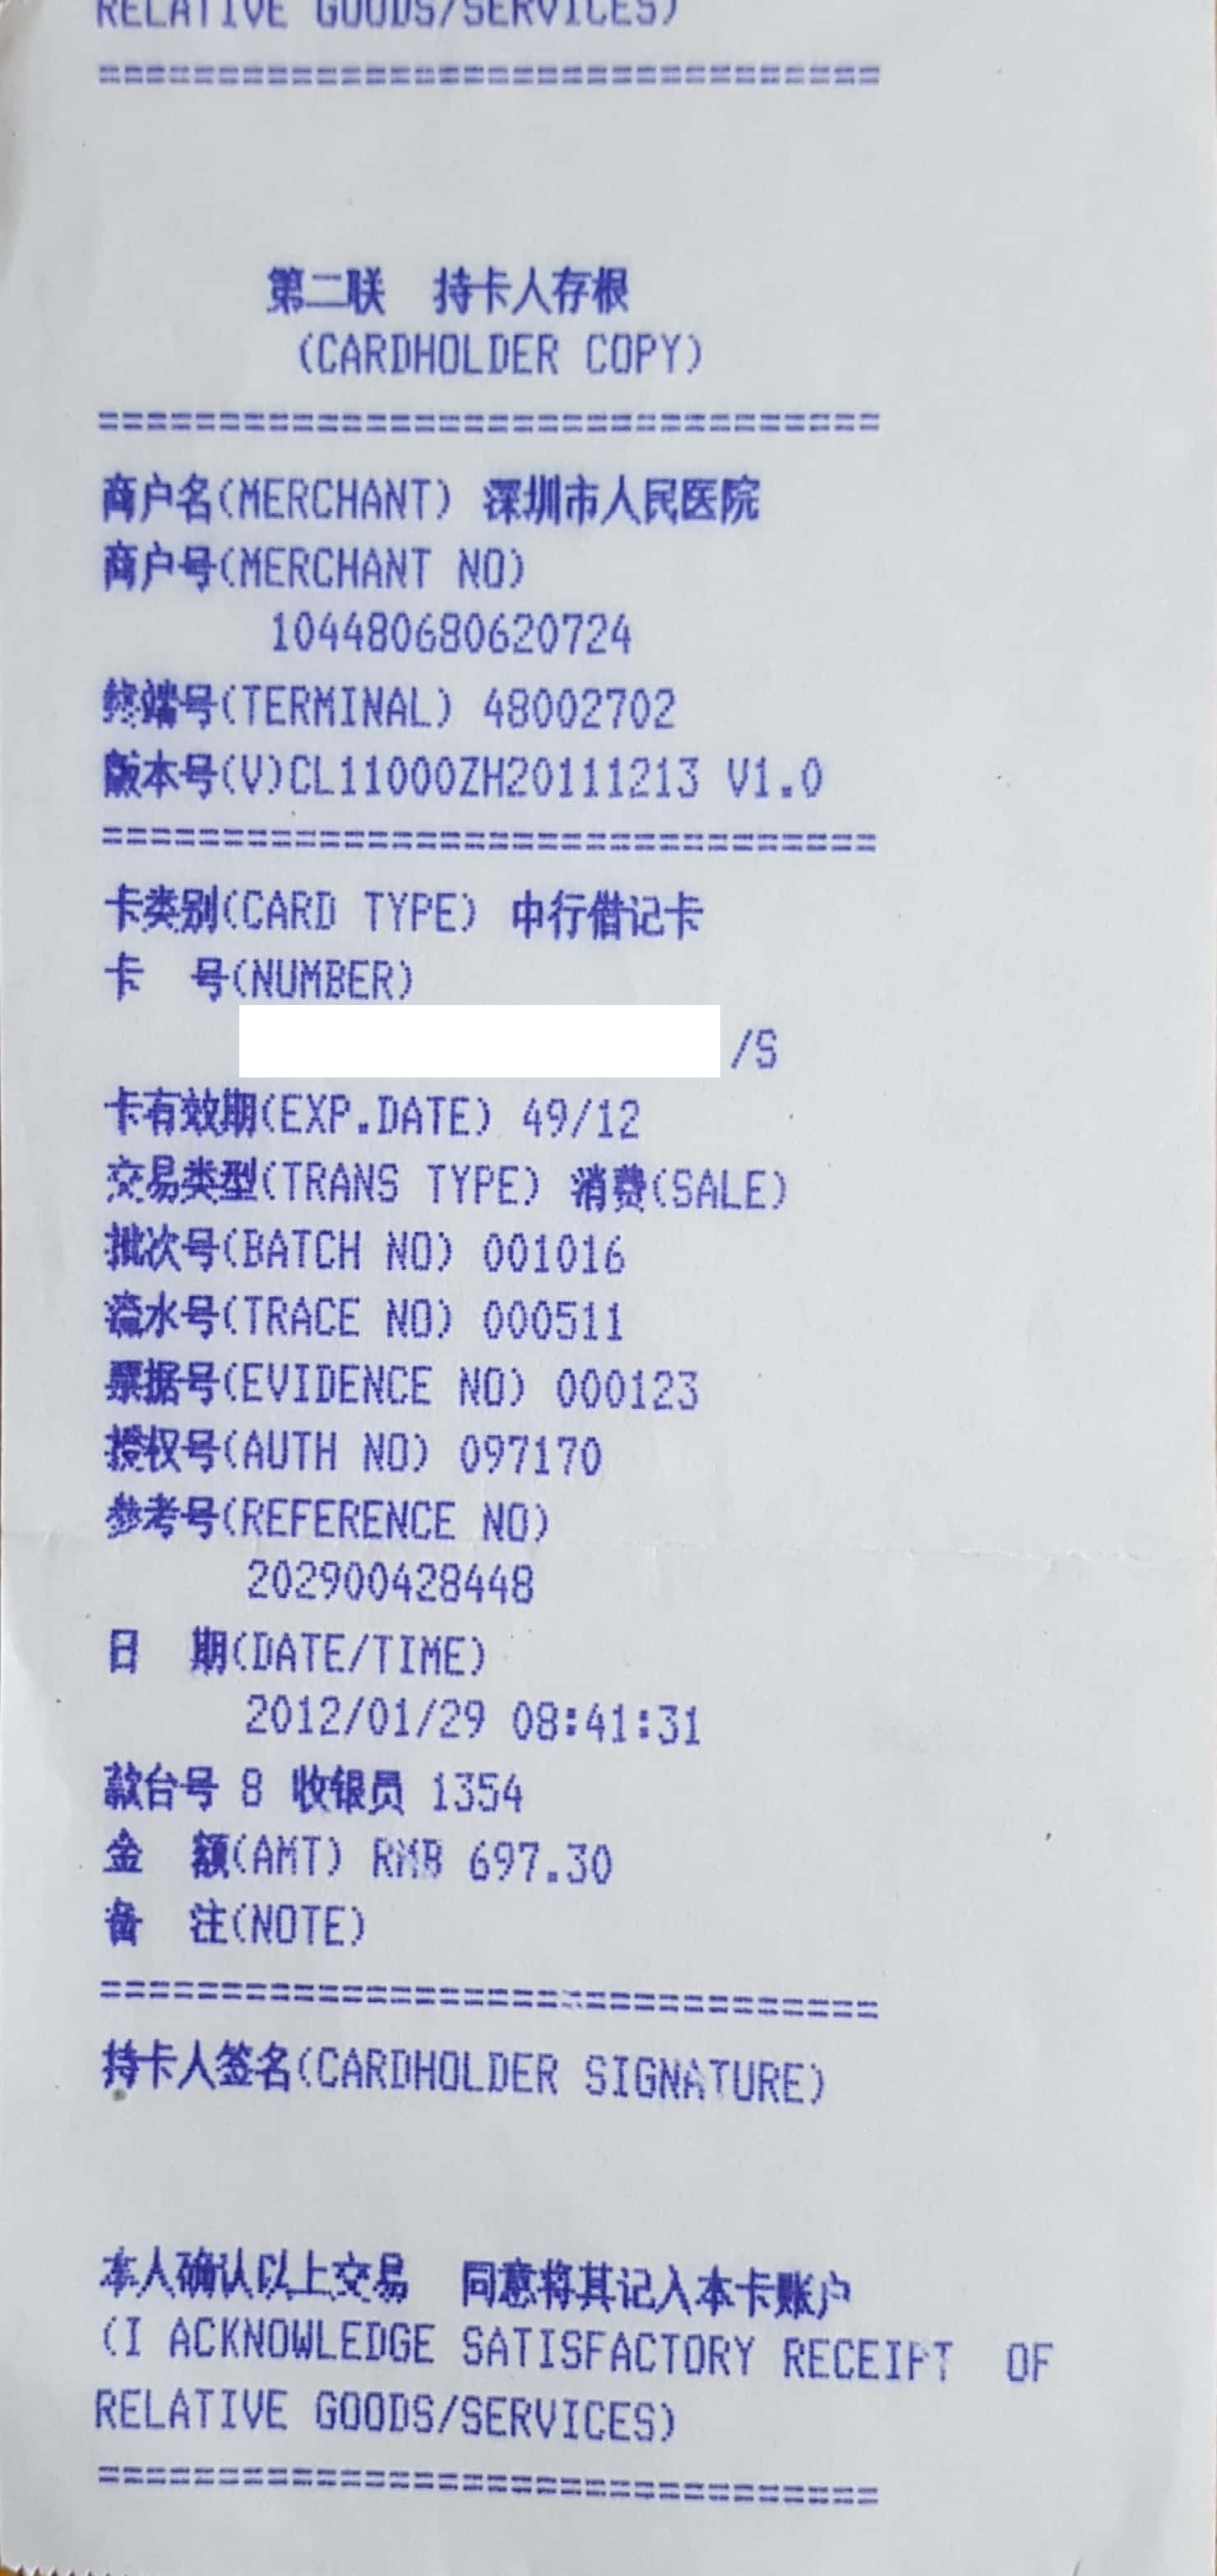 RELATIVE GOODS/SERVICES)
================================
第二联 持卡人存根
(CARDHOLDER COPY)
================================
商户名(MERCHANT) 深圳市人民医院
商户号(MERCHANT NO)
104480680620724
终端号(TERMINAL) 48002702
版本号(V)CL11000ZH20111213 V1.0
================================
卡类别(CARD TYPE) 中行借记卡
卡 号(NUMBER)
/S
卡有效期(EXP.DATE) 49/12
交易类型(TRANS TYPE) 消费(SALE)
批次号(BATCH NO) 001016
流水号(TRACE NO) 000511
票据号(EVIDENCE NO) 000123
授权号(AUTH NO) 097170
参考号(REFERENCE NO)
202900428448
日 期(DATE/TIME)
2012/01/29 08:41:31
款台号 8 收银员 1354
金 额(AMT) RMB 697.30
备 注(NOTE)
================================
持卡人签名(CARDHOLDER SIGNATURE)
本人确认以上交易 同意将其记入本卡账户
(I ACKNOWLEDGE SATISFACTORY RECEIPT OF
RELATIVE GOODS/SERVICES)
================================